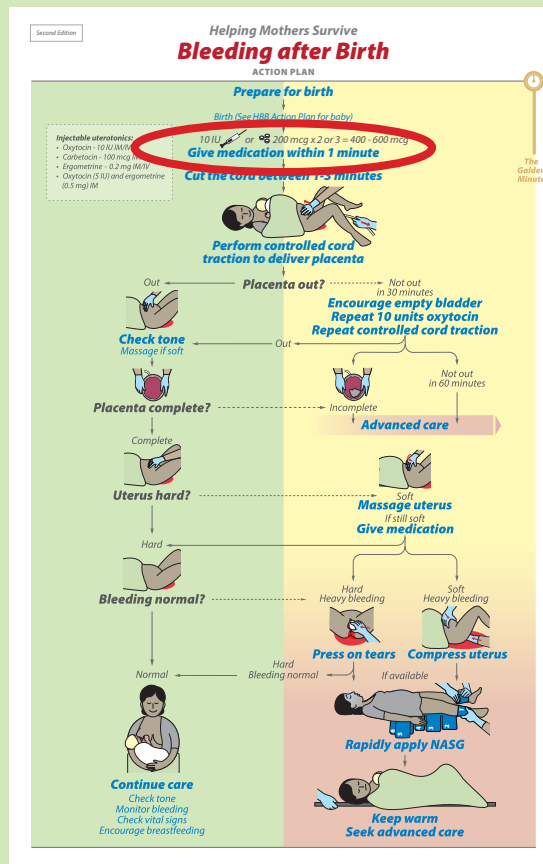 Second Edition
Helping Mothers Survive
Bleeding after Birth
ACTION PLAN
Prepare for birth
Birth (See HBB Action Plan for baby)
Injectable uterotonics:
• Oxytocin - 10 IU IM/IV
• Carbetocin - 100 mcg IM
• Ergometrine – 0.2 mg IM/IV
• Oxytocin (5 IU) and ergometrine
(0.5 mg) IM
10 IU or 200 mcg x 2 or 3 = 400 - 600 mcg
Give medication within 1 minute
The
Golden
Minute
Cut the cord between 1-3 minutes
Perform controlled cord
traction to deliver placenta
Out
Placenta out?
Not out
in 30 minutes
Encourage empty bladder
Repeat 10 units oxytocin
Repeat controlled cord traction
Check tone
Massage if soft
Out
Not out
in 60 minutes
Placenta complete?
Incomplete
Advanced care
Complete
Uterus hard?
Soft
Massage uterus
If still soft
Give medication
Hard
Bleeding normal?
Hard
Heavy bleeding
Soft
Heavy bleeding
Press on tears
Compress uterus
Normal
Hard
Bleeding normal
If available
5
4
3
2
Rapidly apply NASG
Continue care
Check tone
Monitor bleeding
Check vital signs
Encourage breastfeeding
Keep warm
Seek advanced care